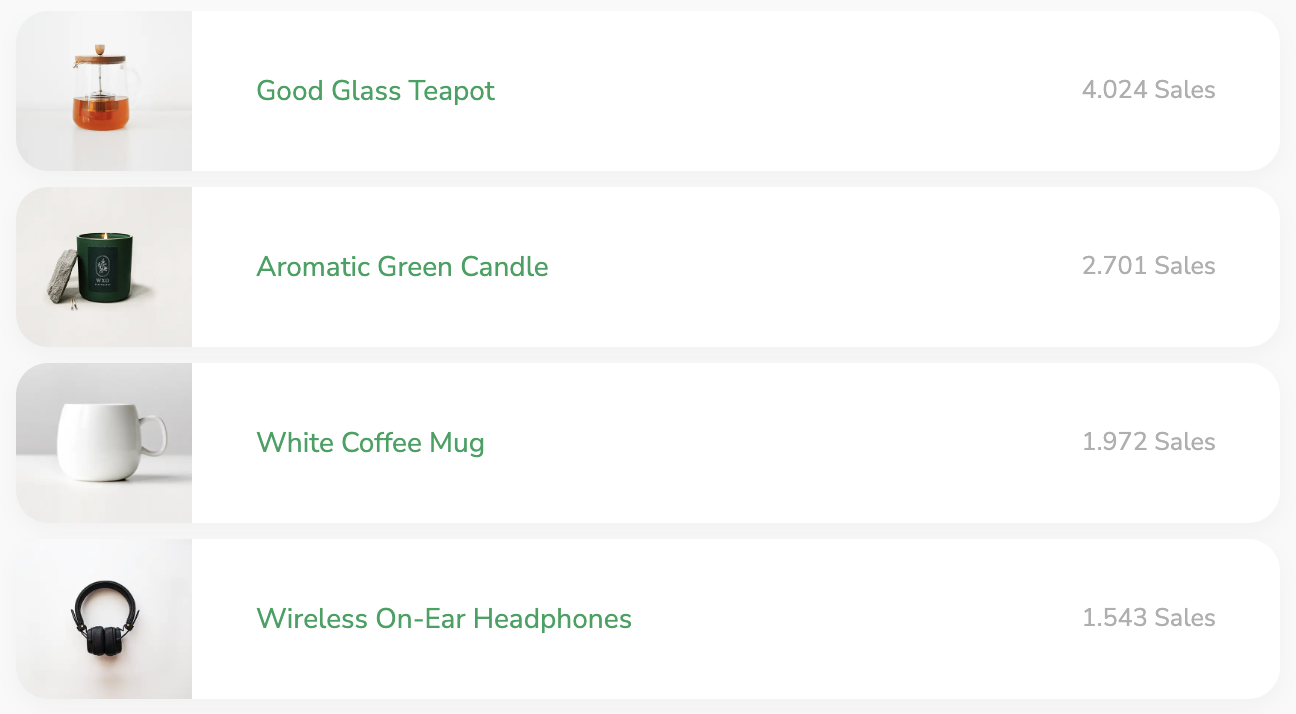 Good Glass Teapot
4.024 Sales
Aromatic Green Candle
2.701 Sales
White Coffee Mug
1.972 Sales
Wireless On-Ear Headphones
1.543 Sales